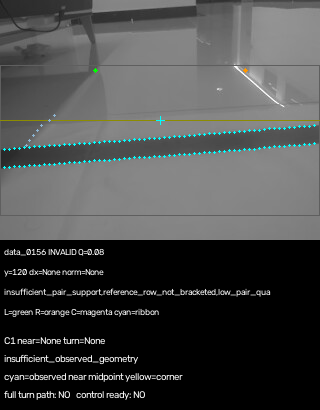 data_0156 INVALID Q=0.08
y=120 dx=None norm=None
insufficient_pair_support,reference_row_not_bracketed,low_pair_qua
L=green R=orange C=magenta cyan=ribbon
C1 near=None turn=None
insufficient_observed_geometry
cyan=observed near midpoint yellow=corner
full turn path: NO control ready: NO